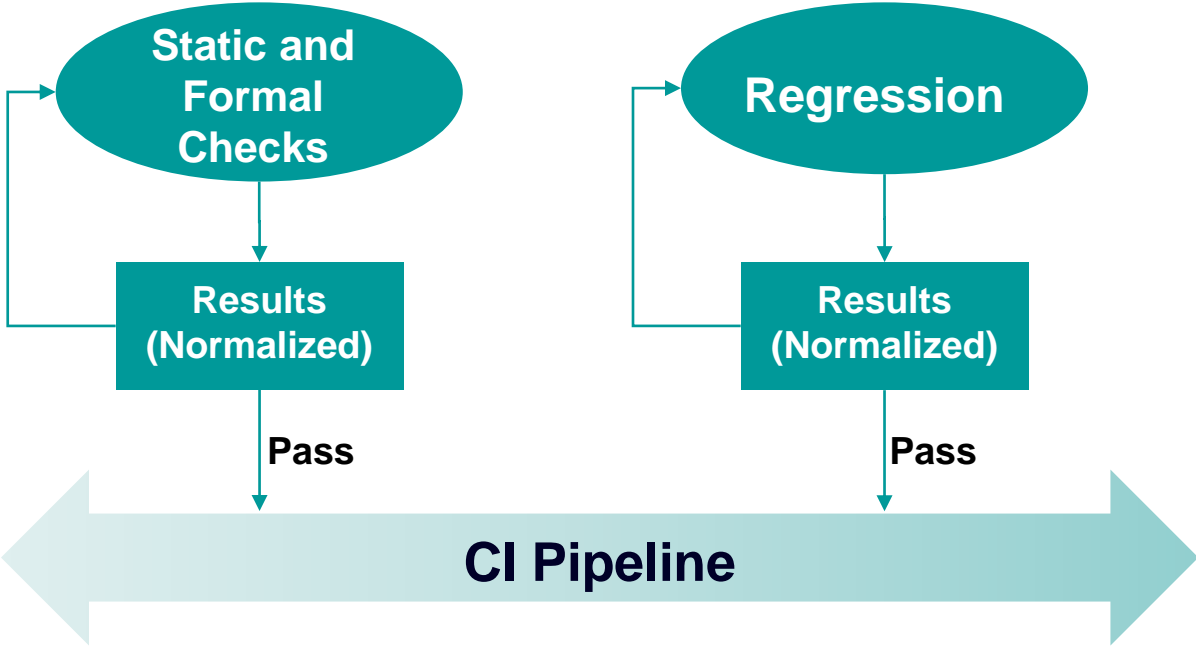 Static and
Formal
Checks
Results
(Normalized)
Pass
Regression
Results
(Normalized)
Pass
CI Pipeline